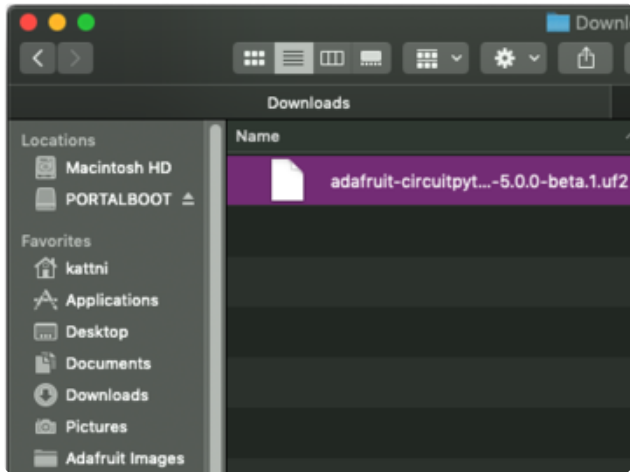 Downl
Downloads
Locations
Macintosh HD
PORTALBOOT
Favorites
kattni
Applications
Desktop
Documents
Downloads
Pictures
Adafruit Images
Name
adafruit-circuitpyt...-5.0.0-beta.1.uf2